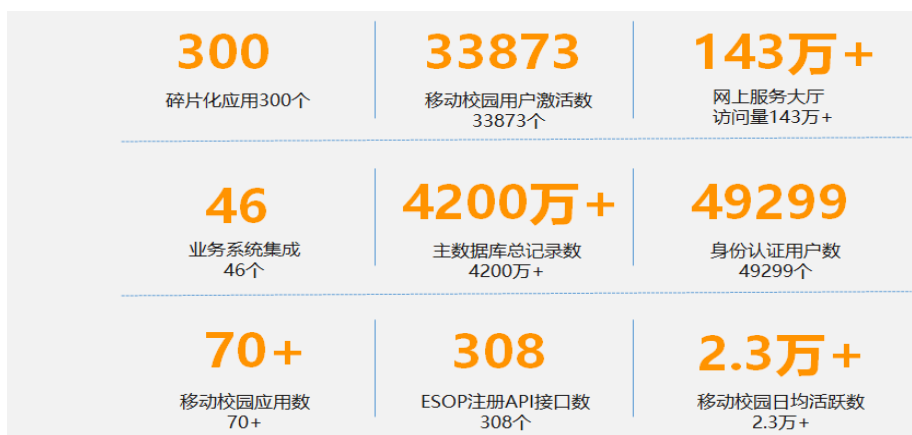 300
碎片化应用300个
33873
移动校园用户激活数
33873个
143万+
网上服务大厅
访问量143万+
46
业务系统集成
46个
4200万+
主数据库总记录数
4200万+
49299
身份认证用户数
49299个
70+
移动校园应用数
70+
308
ESOP注册API接口数
308个
2.3万+
移动校园日均活跃数
2.3万+